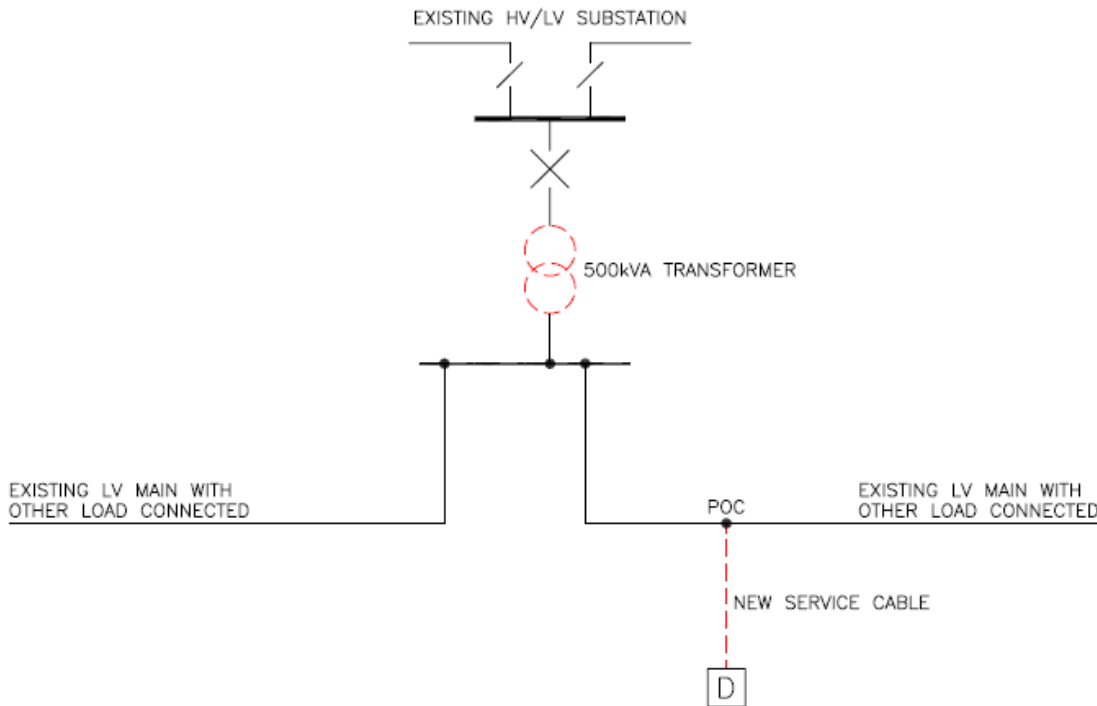 EXISTING HV/LV SUBSTATION
500kVA TRANSFORMER
EXISTING LV MAIN WITH
OTHER LOAD CONNECTED
POC
EXISTING LV MAIN WITH
OTHER LOAD CONNECTED
NEW SERVICE CABLE
D